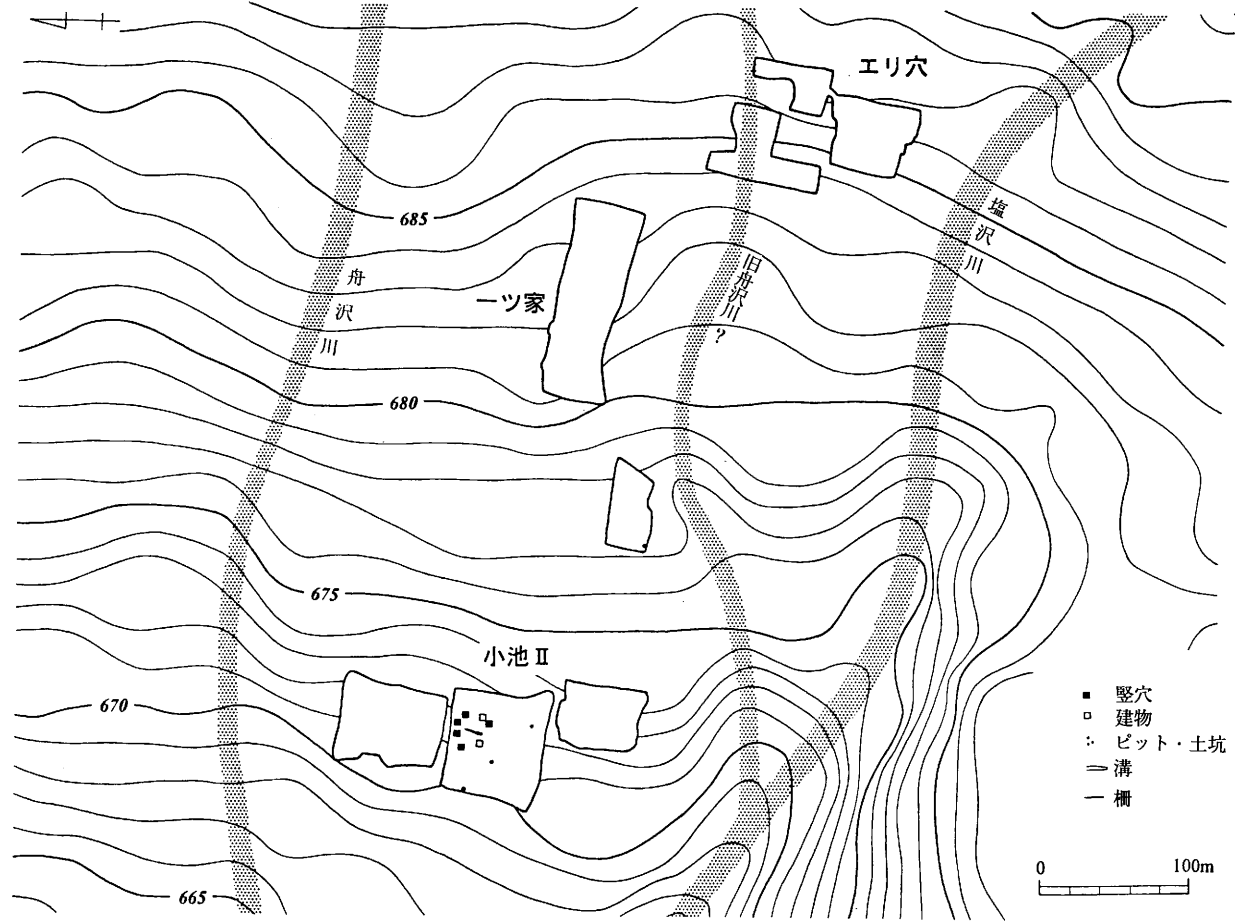 エリ穴
685
塩沢川
舟沢川
旧舟沢川?
一ツ家
680
675
小池Ⅱ
670
竪穴
建物
ピット・土坑
溝
柵
0 100m
665